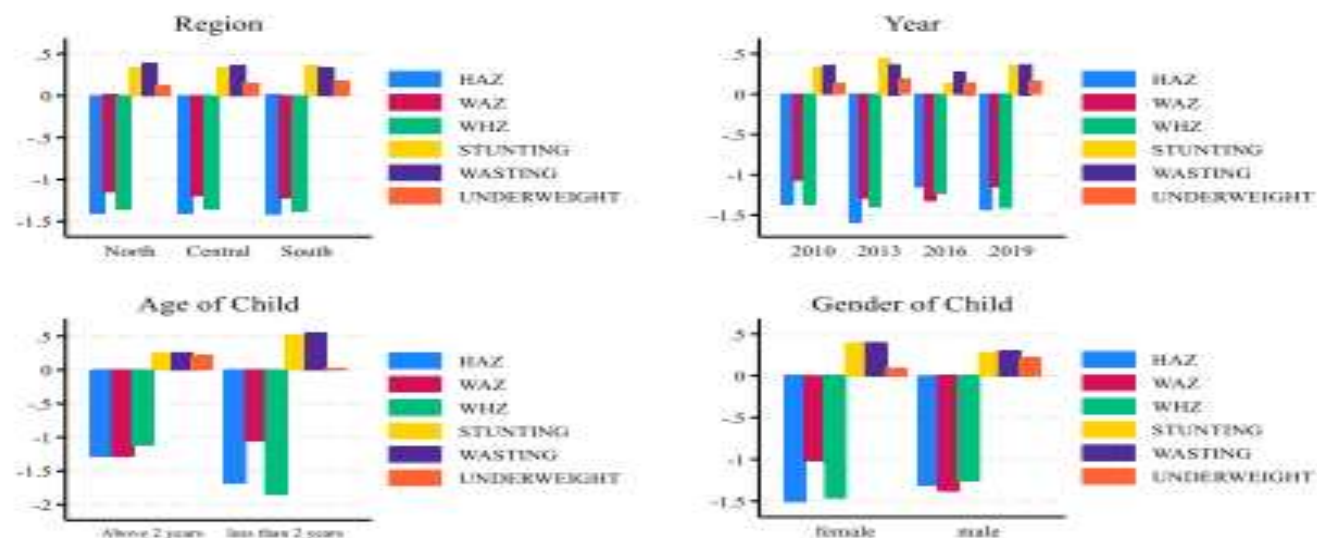 Region
.5
0
-.5
-1
-1.5
North Central South
HAZ
WAZ
WHZ
STUNTING
WASTING
UNDERWEIGHT
Year
.5
0
-.5
-1
-1.5
2010 2013 2016 2019
HAZ
WAZ
WHZ
STUNTING
WASTING
UNDERWEIGHT
Age of Child
.5
0
-.5
-1
-1.5
-2
Above 2 years less than 2 years
HAZ
WAZ
WHZ
STUNTING
WASTING
UNDERWEIGHT
Gender of Child
.5
0
-.5
-1
-1.5
female male
HAZ
WAZ
WHZ
STUNTING
WASTING
UNDERWEIGHT